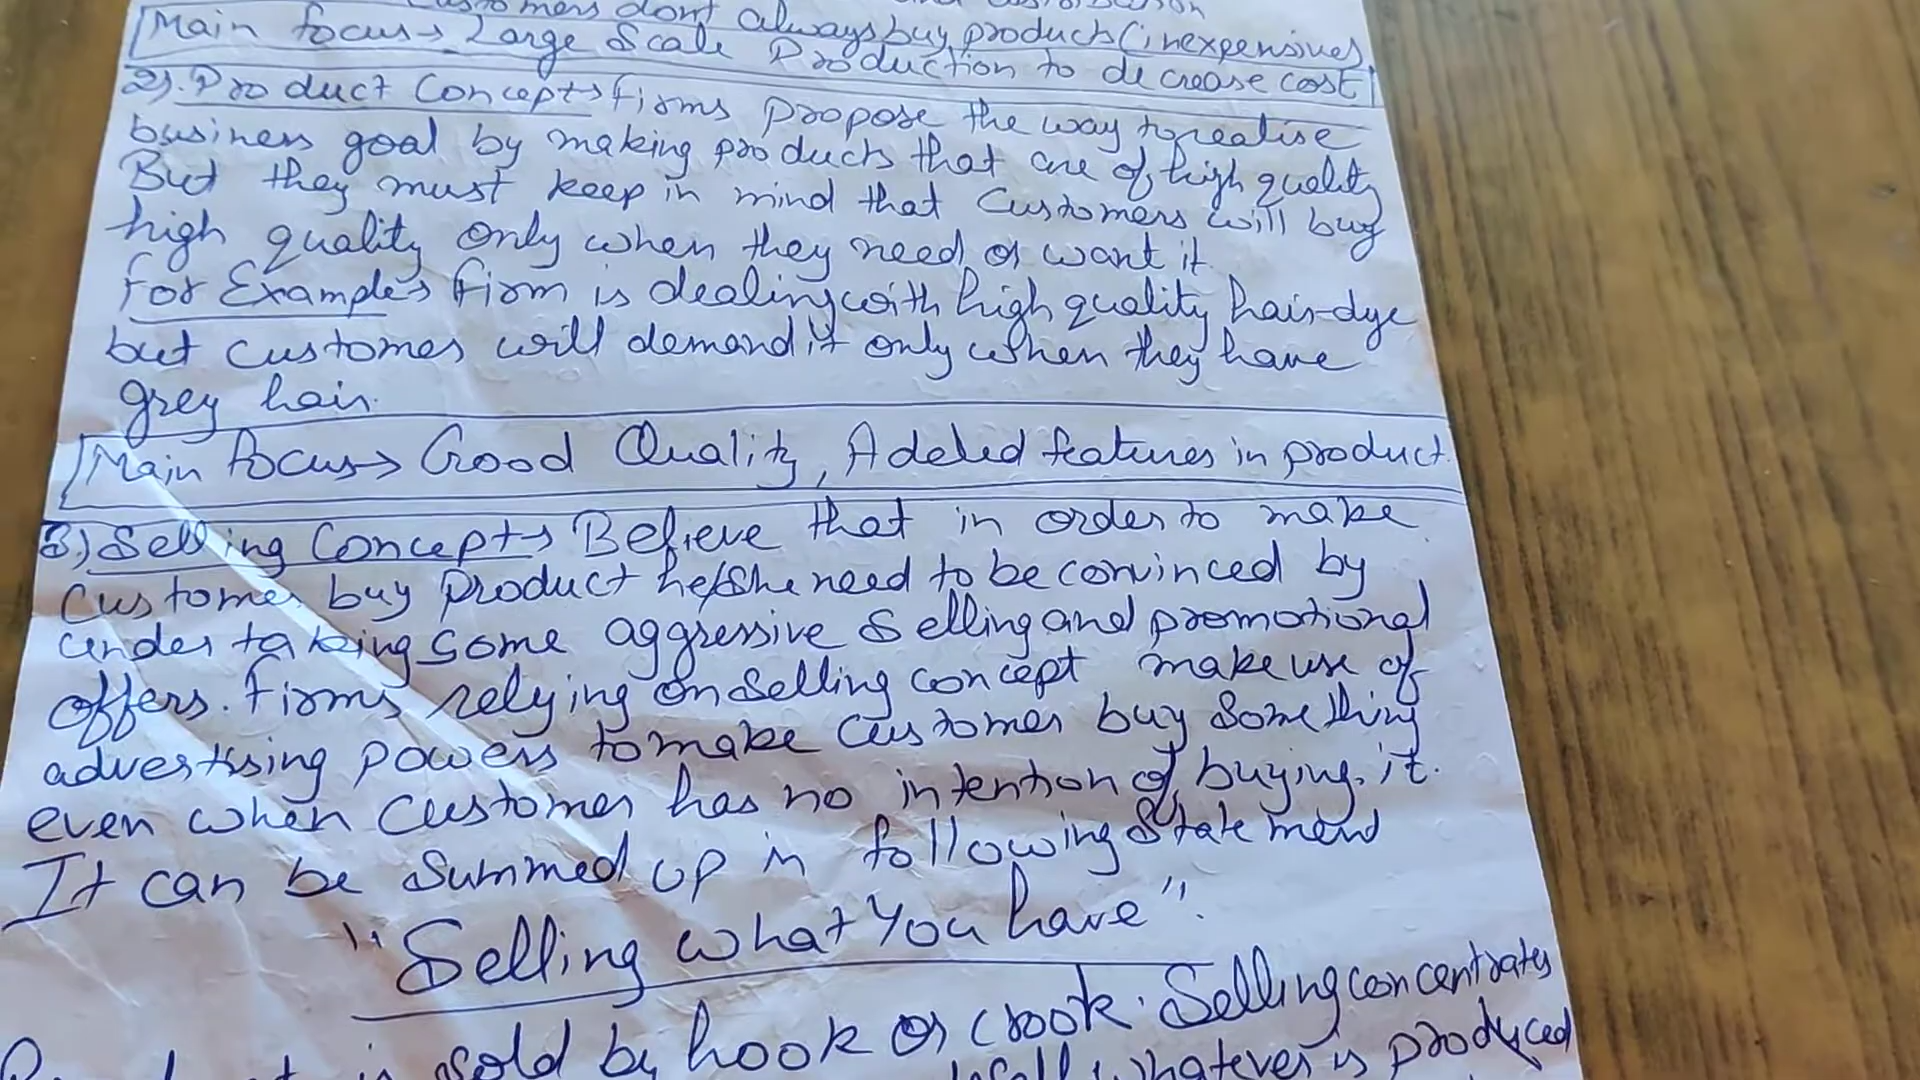 Customers dont always buy products (inexpensive)
Main focus→ Large Scale Production to decrease cost
2). Product Concept→ firms propose the way to realise
business goal by making products that are of high quality
But they must keep in mind that customers will buy
high quality only when they need or want it
For Example→ firm is dealing with high quality hair-dye
but customer will demand it only when they have
grey hair.
Main focus→ Good Quality, Added features in product.
3.) Selling Concept→ Believe that in order to make
customer buy product he/she need to be convinced by
undertaking some aggressive selling and promotional
offers. Firms relying on selling concept make use of
advertising powers to make customer buy something
even when customer has no intention of buying it.
It can be summed up in following statement
"Selling what You have".
is sold by hook or crook. Selling concentrates
whatever is produced